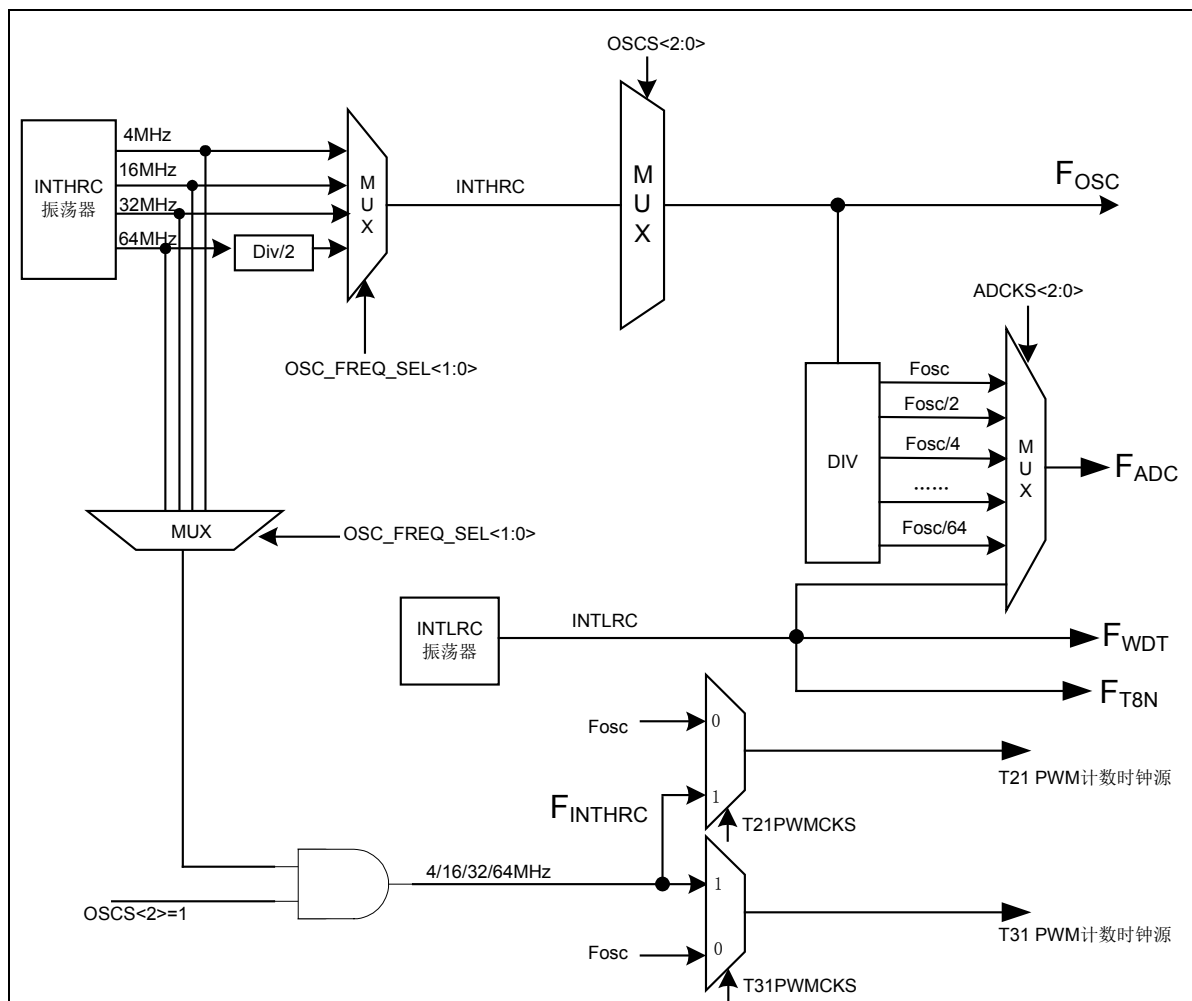 OSCS<2:0>
4MHz
16MHz
32MHz
64MHz
INTHRC
振荡器
Div/2
MUX
INTHRC
MUX
FOSC
OSC_FREQ_SEL<1:0>
ADCKS<2:0>
DIV
Fosc
Fosc/2
Fosc/4
......
Fosc/64
MUX
FADC
MUX
OSC_FREQ_SEL<1:0>
INTLRC
振荡器
INTLRC
FWDT
FT8N
Fosc
0
1
T21 PWM计数时钟源
FINTHRC
T21PWMCKS
4/16/32/64MHz
OSCS<2>=1
1
0
Fosc
T31 PWM计数时钟源
T31PWMCKS